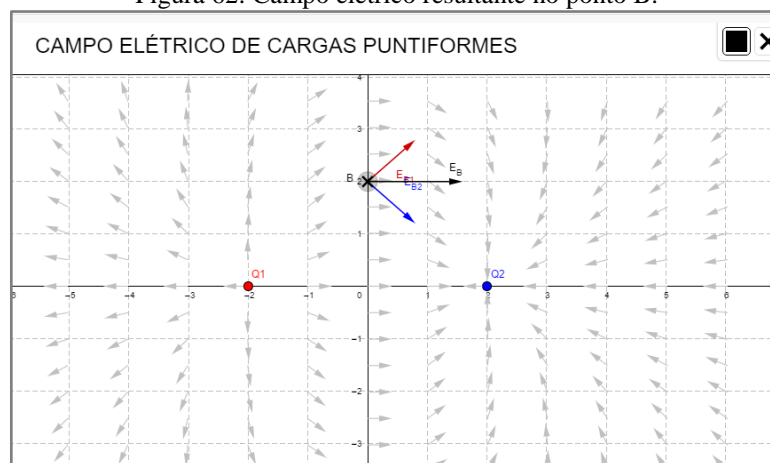 Figura 62: Campo elétrico resultante no ponto B.
CAMPO ELÉTRICO DE CARGAS PUNTIFORMES
4
3
E_B
B 2
E_B2
1
Q1
Q2
-5 -4 -3 -2 -1 0 1 2 3 4 5 6
-1
-2
-3